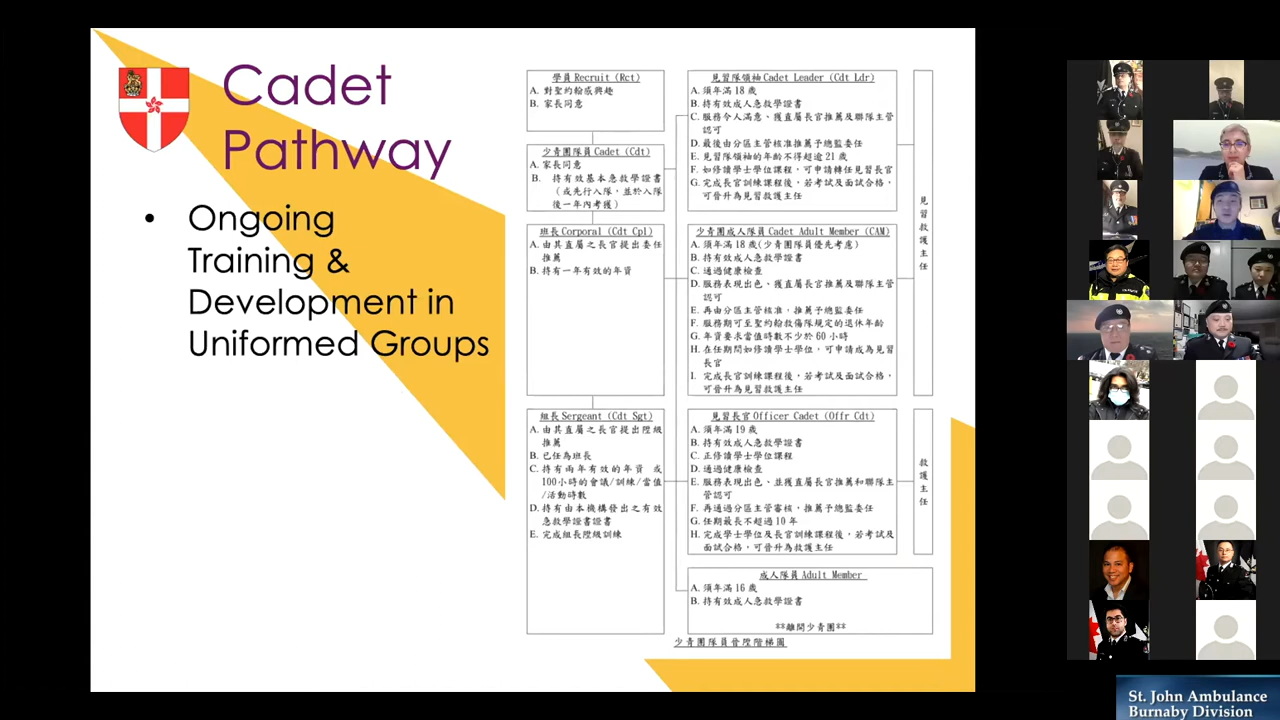 Cadet
Pathway
• Ongoing
Training &
Development in
Uniformed Groups
學員 Recruit (Rct)
A. 對聖約翰感興趣
B. 家長同意
少青團隊員 Cadet (Cdt)
A. 家長同意
B. 持有效基本急救學證書
(或先行入隊,並於入隊
後一年內考獲)
班長 Corporal (Cdt Cpl)
A. 由其直屬之長官提出委任
推薦
B. 持有一年有效的年資
組長 Sergeant (Cdt Sgt)
A. 由其直屬之長官提出陞級
推薦
B. 已任為班長
C. 持有兩年有效的年資 或
100小時的會議/訓練/當值
/活動時數
D. 持有由本機構發出之有效
急救學證書證書
E. 完成組長陞級訓練
見習隊領袖 Cadet Leader (Cdt Ldr)
A. 須年滿 18 歲
B. 持有效成人急救學證書
C. 服務令人滿意、獲直屬長官推薦及聯隊主管
認可
D. 最後由分區主管核准推薦予總監委任
E. 見習隊領袖的年齡不得超逾 21 歲
F. 如修讀學士學位課程,可申請轉任見習長官
G. 完成長官訓練課程後,若考試及面試合格,
可晉升為見習救護主任
少青團成人隊員 Cadet Adult Member (CAM)
A. 須年滿 18 歲(少青團隊員優先考慮)
B. 持有效成人急救學證書
C. 通過健康檢查
D. 服務表現出色、獲直屬長官推薦及聯隊主管
認可
E. 再由分區主管核准,推薦予總監委任
F. 服務期可至聖約翰救傷隊規定的退休年齡
G. 年資要求當值時數不少於 60 小時
H. 在任期間如修讀學士學位,可申請成為見習
長官
I. 完成長官訓練課程後,若考試及面試合格,
可晉升為見習救護主任
見習長官 Officer Cadet (Offr Cdt)
A. 須年滿 19 歲
B. 持有效成人急救學證書
C. 正修讀學士學位課程
D. 通過健康檢查
E. 服務表現出色、並獲直屬長官推薦和聯隊主
管認可
F. 再通過分區主管審核,推薦予總監委任
G. 任期最長不超過 10 年
H. 完成學士學位及長官訓練課程後,若考試及
面試合格,可晉升為救護主任
成人隊員 Adult Member
A. 須年滿 16 歲
B. 持有效成人急救學證書
**離開少青團**
見習救護主任
救護主任
少青團隊員晉陞階梯圖
St. John Ambulance
Burnaby Division